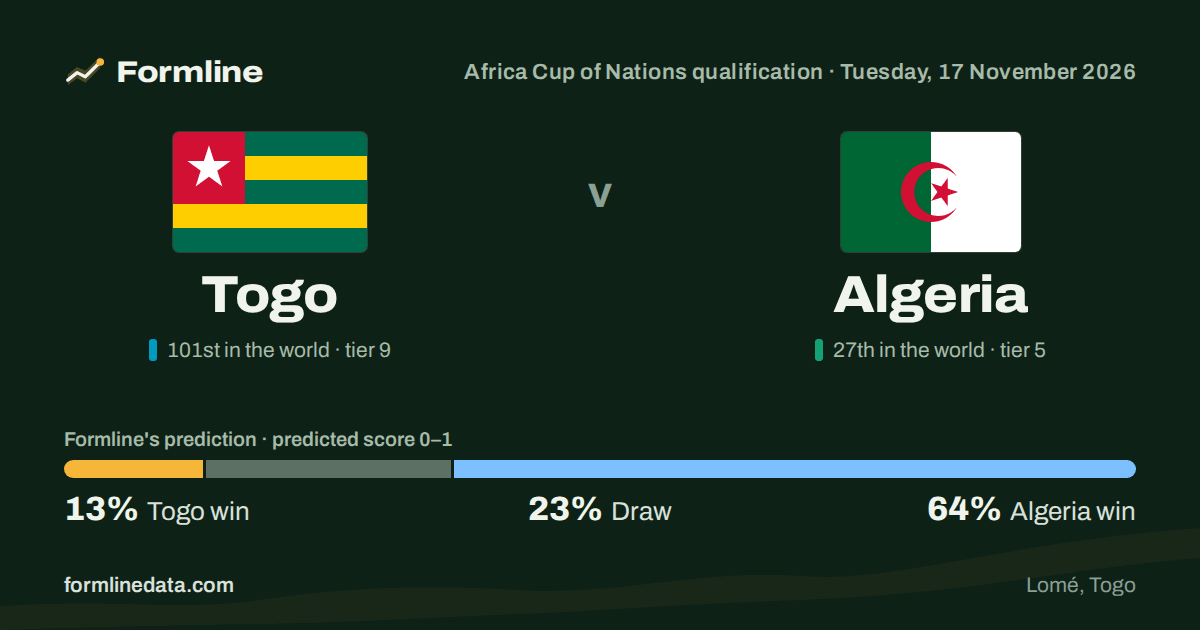 Formline
Africa Cup of Nations qualification · Tuesday, 17 November 2026
v
Togo
Algeria
101st in the world · tier 9
27th in the world · tier 5
Formline's prediction · predicted score 0–1
13% Togo win
23% Draw
64% Algeria win
formlinedata.com
Lomé, Togo